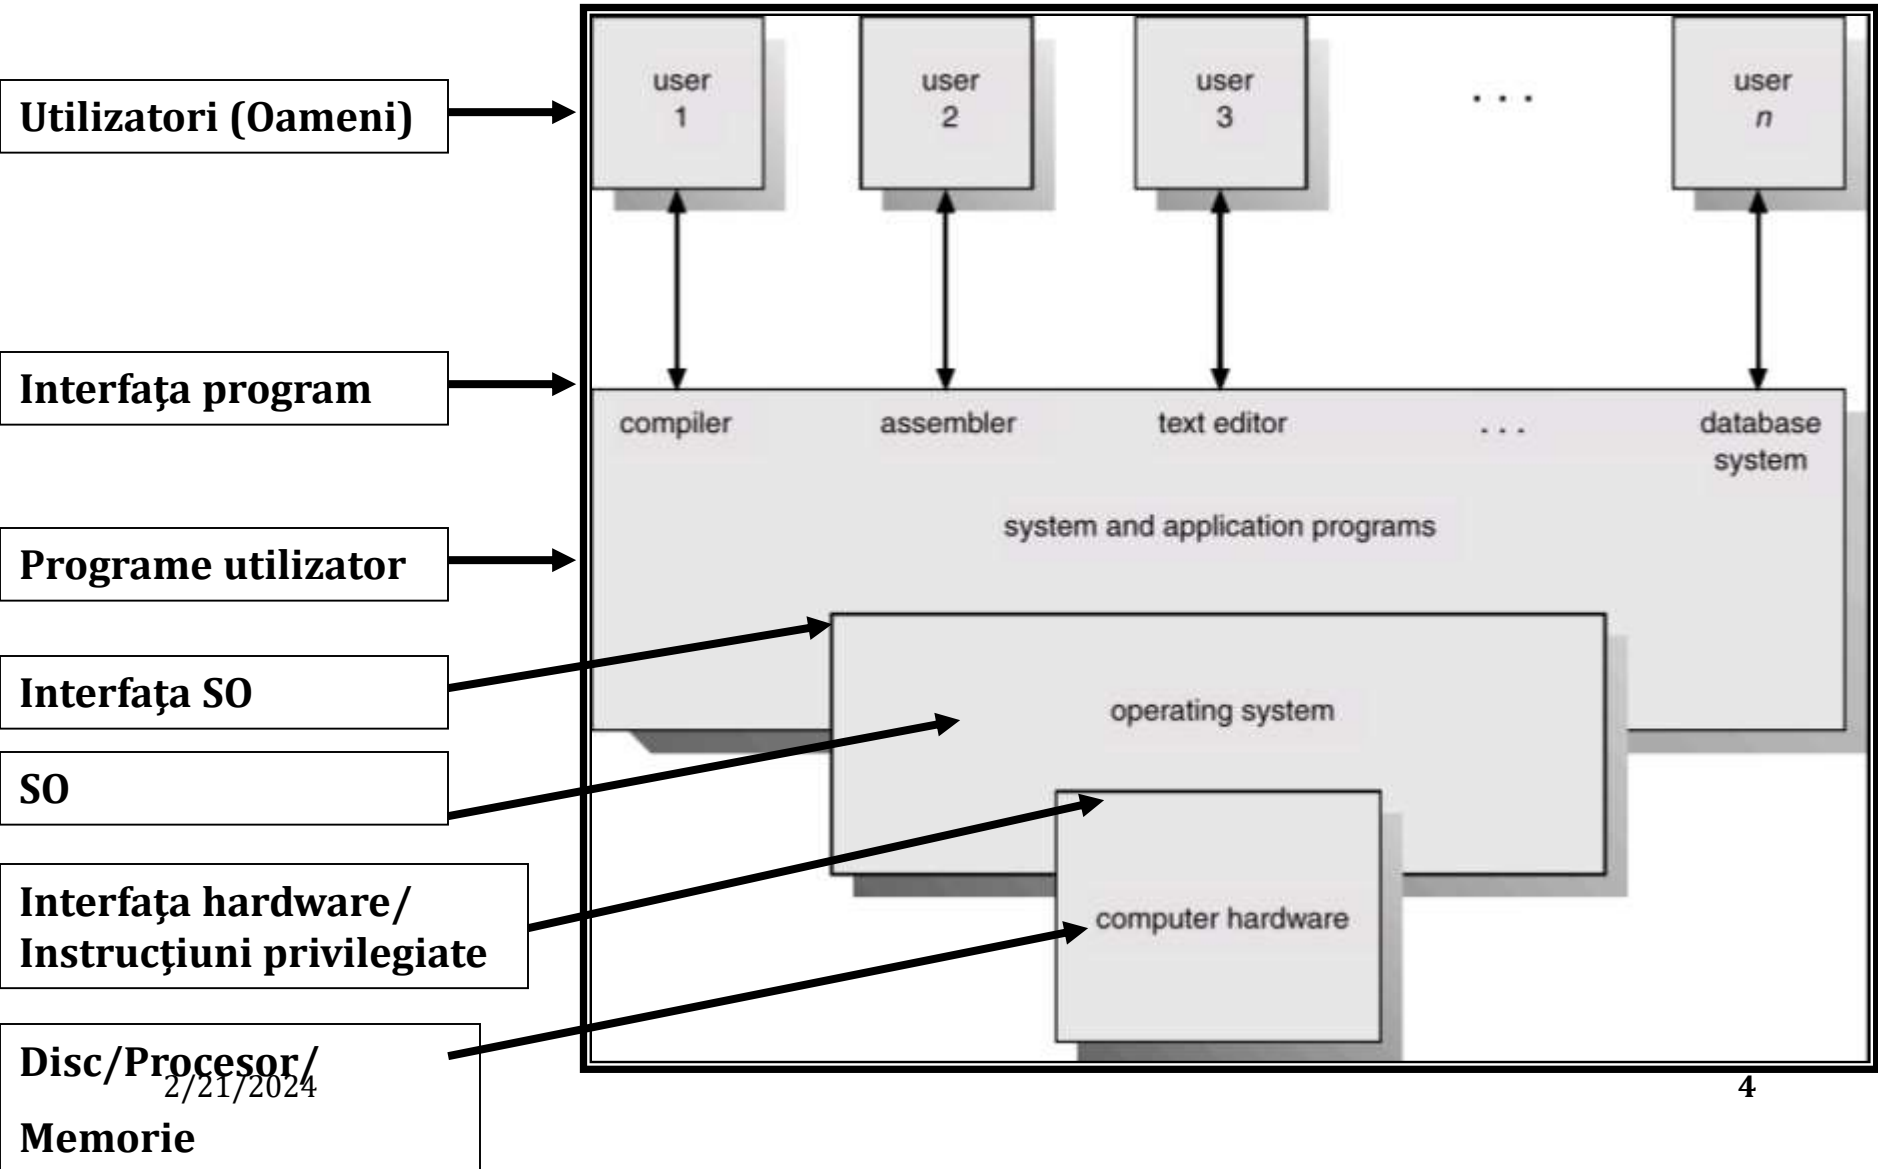 Utilizatori (Oameni)
Interfața program
Programe utilizator
Interfața SO
SO
Interfața hardware/
Instrucțiuni privilegiate
Disc/Procesor/
Memorie
user
1
user
2
user
3
. . .
user
n
compiler
assembler
text editor
. . .
database
system
system and application programs
operating system
computer hardware
2/21/2024
4